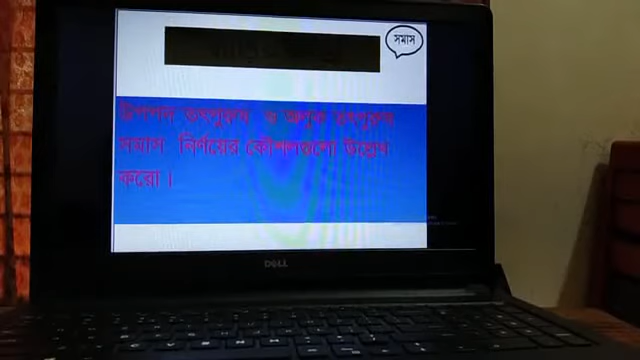 সমাস
উপপদ তৎপুরুষ ও অলুক তৎপুরুষ
সমাস নির্ণয়ের কৌশলগুলো উল্লেখ
করো।
DELL